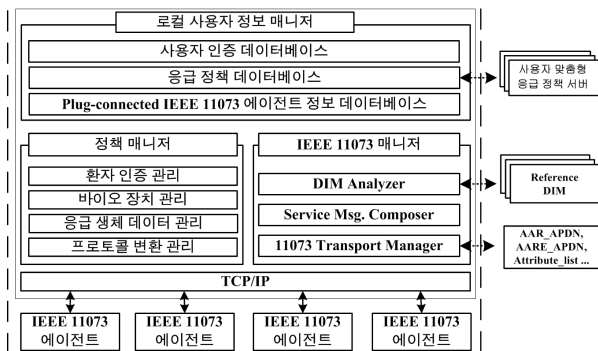 로컬 사용자 정보 매니저
사용자 인증 데이터베이스
응급 정책 데이터베이스
Plug-connected IEEE 11073 에이전트 정보 데이터베이스
사용자 맞춤형
응급 정책 서버
정책 매니저
환자 인증 관리
바이오 장치 관리
응급 생체 데이터 관리
프로토콜 변환 관리
IEEE 11073 매니저
DIM Analyzer
Service Msg. Composer
11073 Transport Manager
Reference
DIM
AAR_APDN,
AARE_APDN,
Attribute_list ...
TCP/IP
IEEE 11073
에이전트
IEEE 11073
에이전트
IEEE 11073
에이전트
IEEE 11073
에이전트